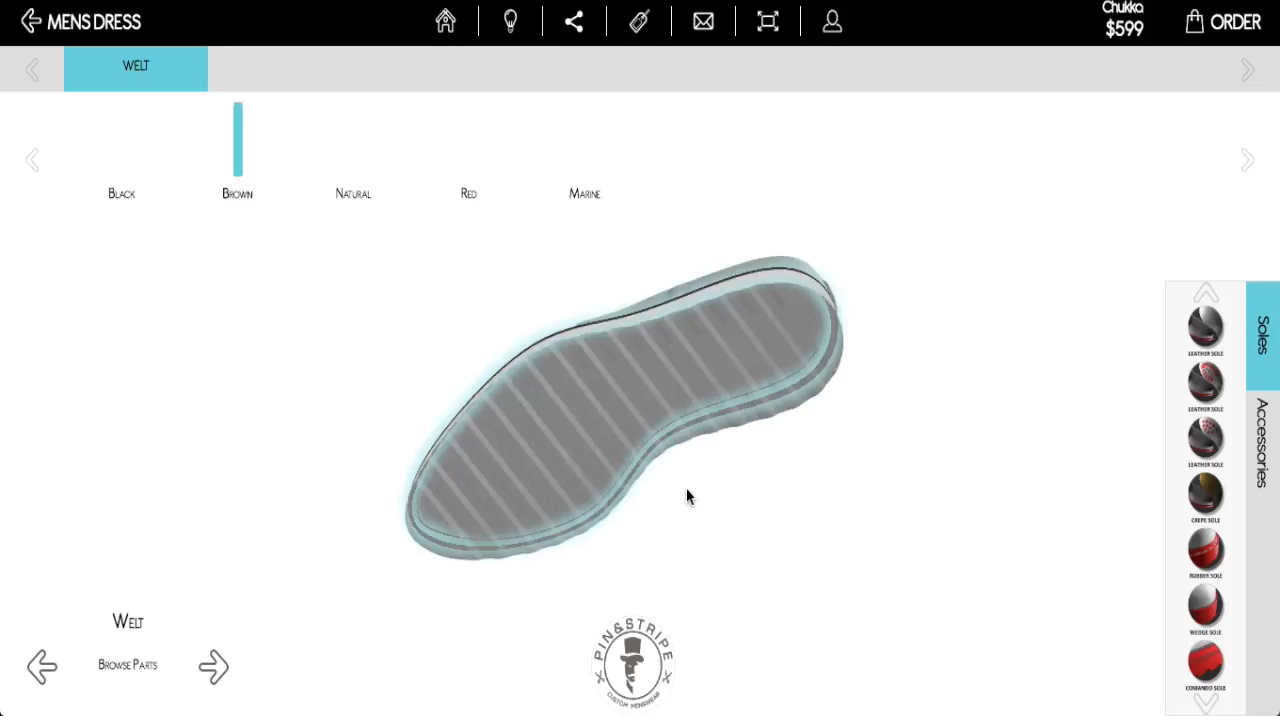 MENS DRESS
Chukka
$599
ORDER
WELT
BLACK
BROWN
NATURAL
RED
MARINE
Soles
Accessories
LEATHER SOLE
LEATHER SOLE
LEATHER SOLE
CREPE SOLE
RUBBER SOLE
WEDGE SOLE
COMANDO SOLE
WELT
BROWSE PARTS
PIN&STRIPE
CUSTOM MENSWEAR